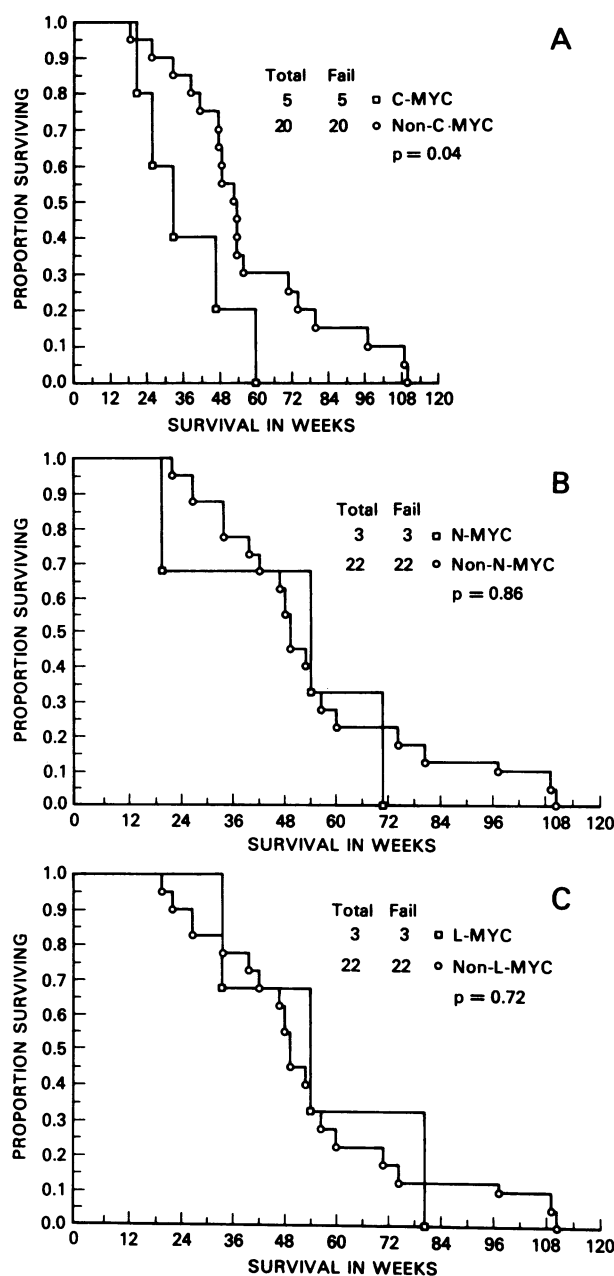 A
Total Fail
5 5 C-MYC
20 20 Non-C-MYC
p = 0.04
PROPORTION SURVIVING
1.0
0.9
0.8
0.7
0.6
0.5
0.4
0.3
0.2
0.1
0.0
0 12 24 36 48 60 72 84 96 108 120
SURVIVAL IN WEEKS
B
Total Fail
3 3 N-MYC
22 22 Non-N-MYC
p = 0.86
PROPORTION SURVIVING
1.0
0.9
0.8
0.7
0.6
0.5
0.4
0.3
0.2
0.1
0.0
0 12 24 36 48 60 72 84 96 108 120
SURVIVAL IN WEEKS
C
Total Fail
3 3 L-MYC
22 22 Non-L-MYC
p = 0.72
PROPORTION SURVIVING
1.0
0.9
0.8
0.7
0.6
0.5
0.4
0.3
0.2
0.1
0.0
0 12 24 36 48 60 72 84 96 108 120
SURVIVAL IN WEEKS